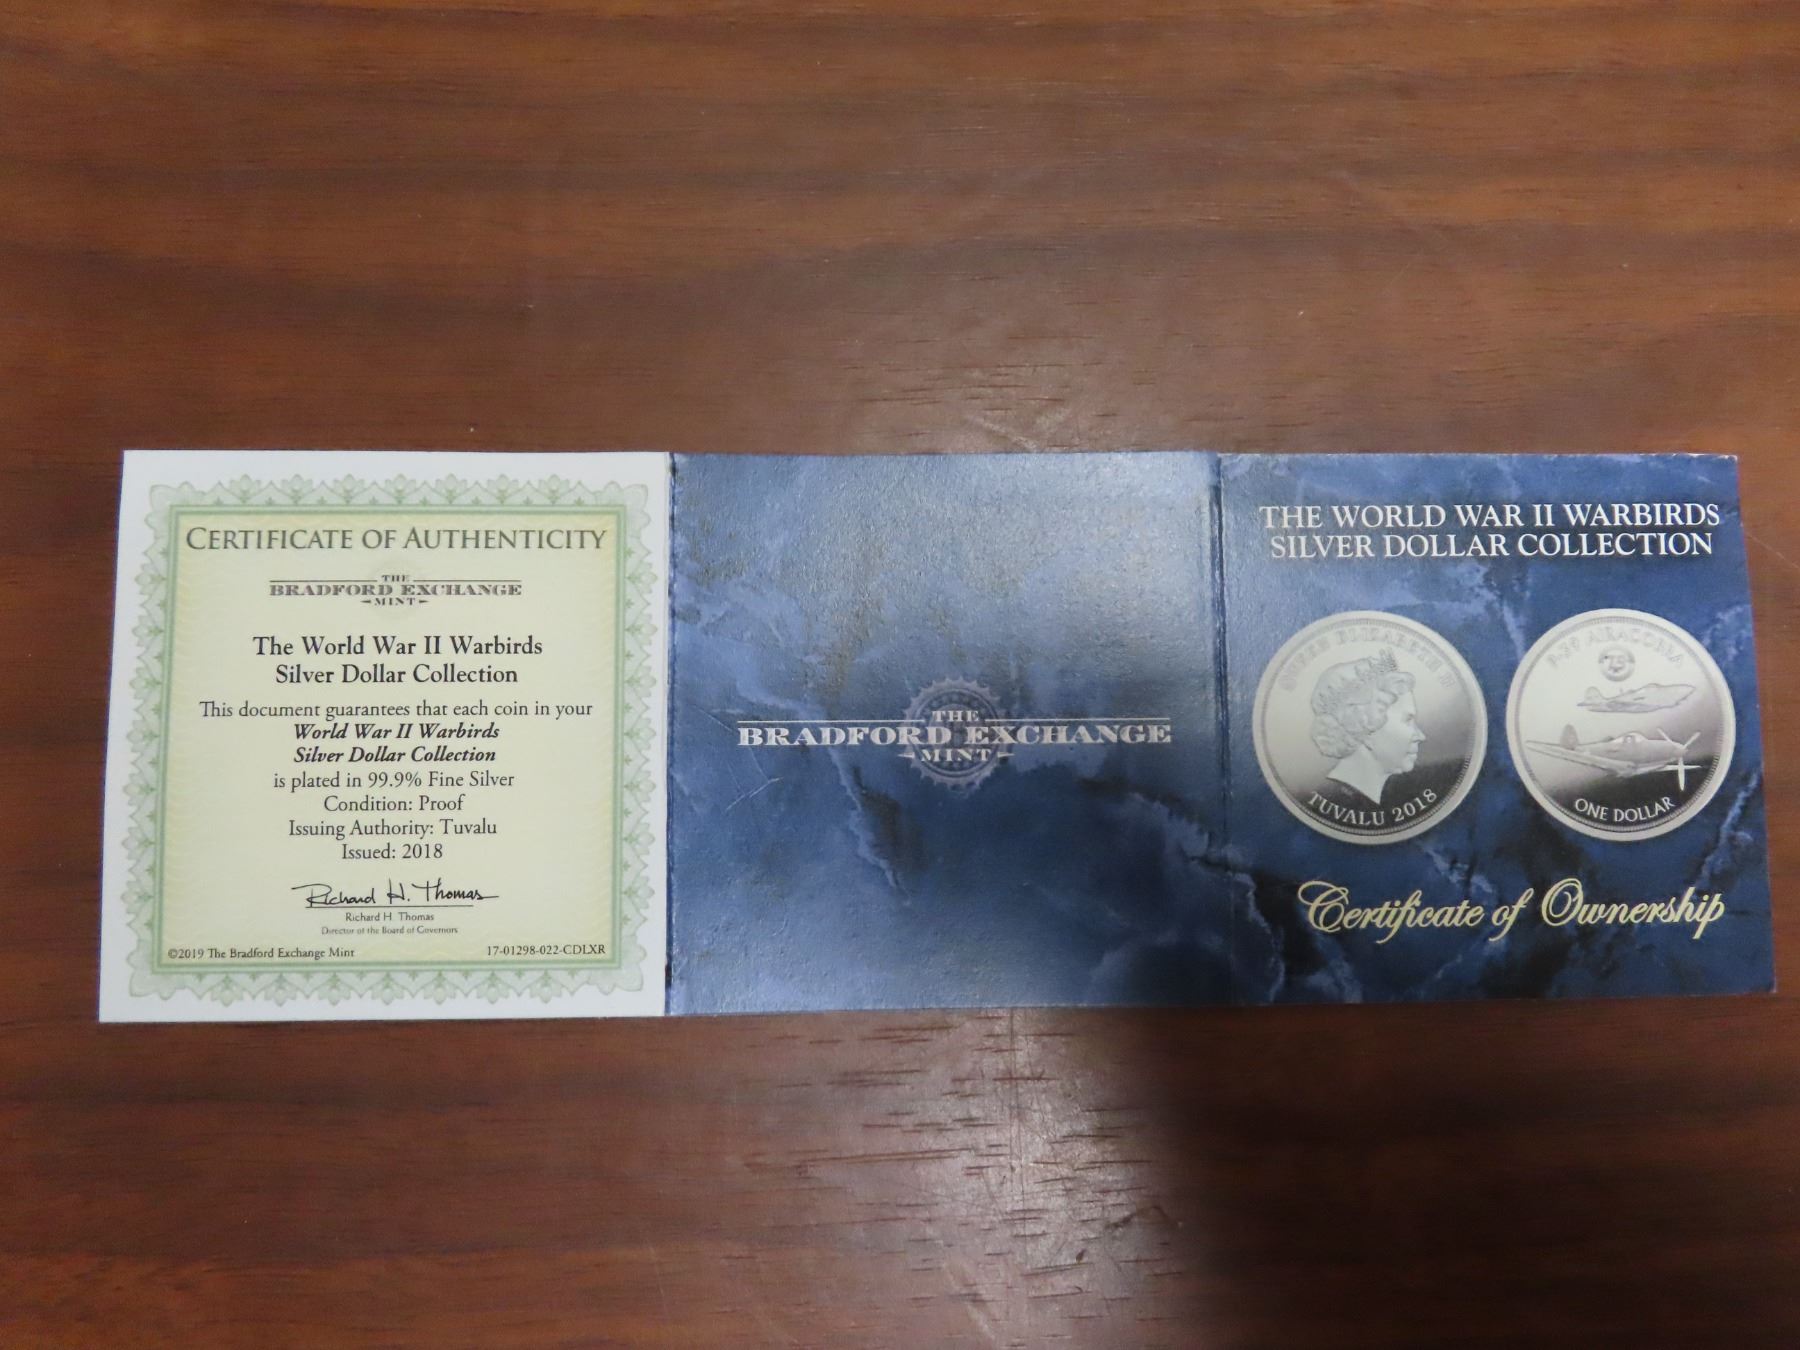 CERTIFICATE OF AUTHENTICITY
THE
BRADFORD EXCHANGE
MINT
The World War II Warbirds
Silver Dollar Collection
This document guarantees that each coin in your
World War II Warbirds
Silver Dollar Collection
is plated in 99.9% Fine Silver
Condition: Proof
Issuing Authority: Tuvalu
Issued: 2018
Richard H. Thomas
Richard H. Thomas
Director of the Board of Governors
©2019 The Bradford Exchange Mint
17-01298-022-CDLXR
THE
BRADFORD EXCHANGE
MINT
THE WORLD WAR II WARBIRDS
SILVER DOLLAR COLLECTION
QUEEN ELIZABETH II
TUVALU 2018
P-39 AIRACOBRA
75
ONE DOLLAR
Certificate of Ownership